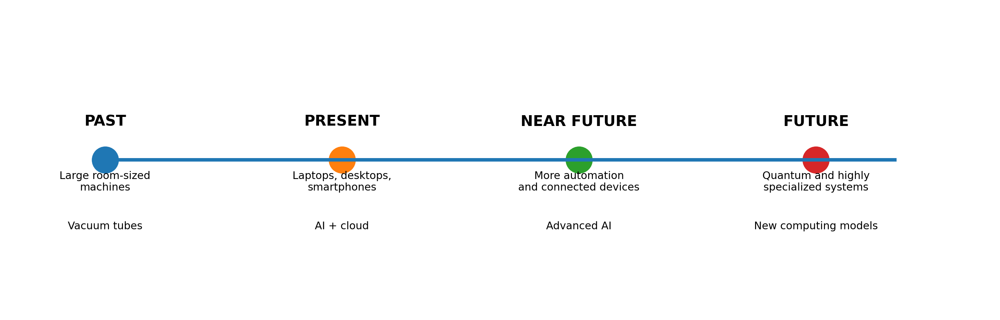 PAST
Large room-sized
machines
Vacuum tubes
PRESENT
Laptops, desktops,
smartphones
AI + cloud
NEAR FUTURE
More automation
and connected devices
Advanced AI
FUTURE
Quantum and highly
specialized systems
New computing models